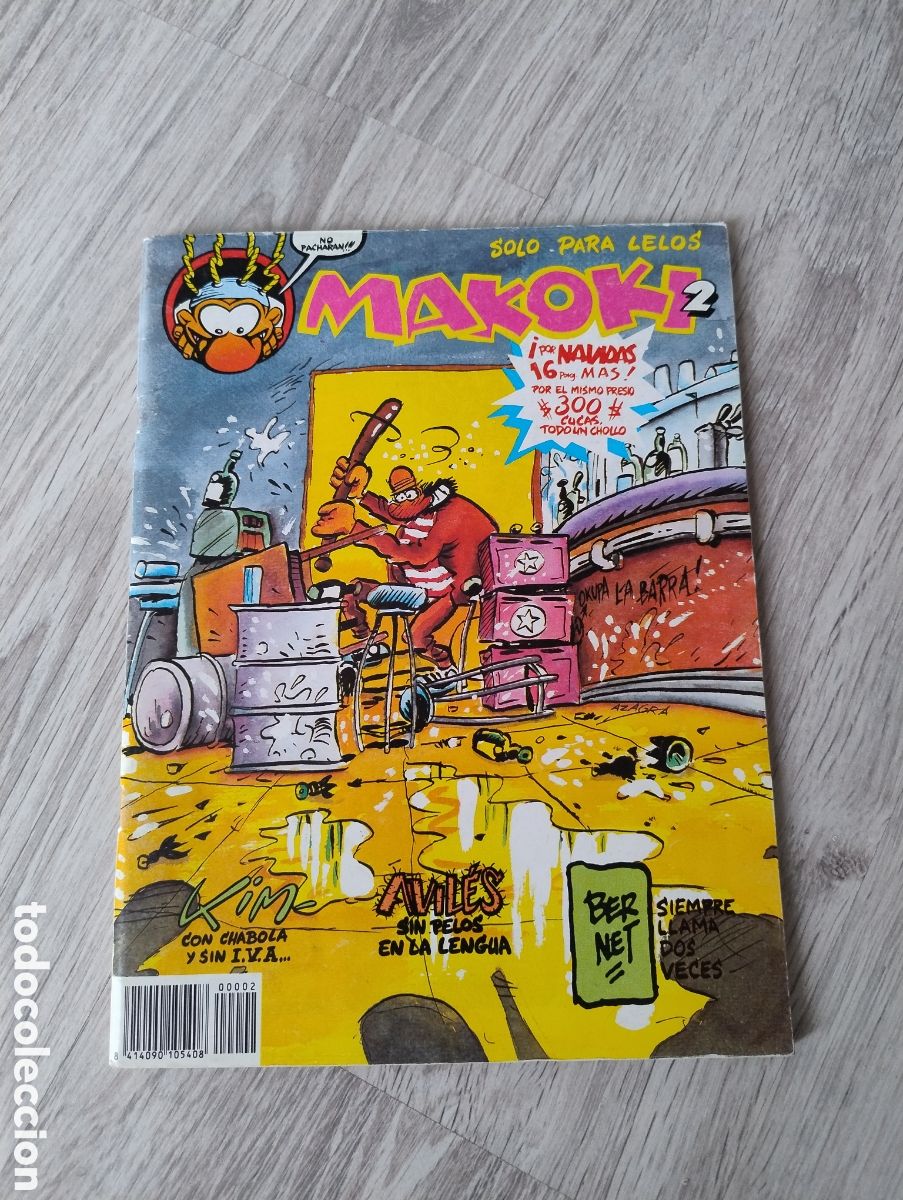 NO
PACHARAN!!!
SOLO PARA LELOS
MAKOKI 2
¡POR NAVIDAS
16 Paig MAS!
POR EL MISMO PRESIO
$ 300 $
CUCAS.
TODO UN CHOLLO
OKUPA LA BARRA!
AZAGRA
KIM
CON CHABOLA
Y SIN I.V.A...
AVILÉS
SIN PELOS
EN LA LENGUA
BER
NET
SIEMPRE
LLAMA
DOS
VECES
00002
8 414090 105408
todocoleccion